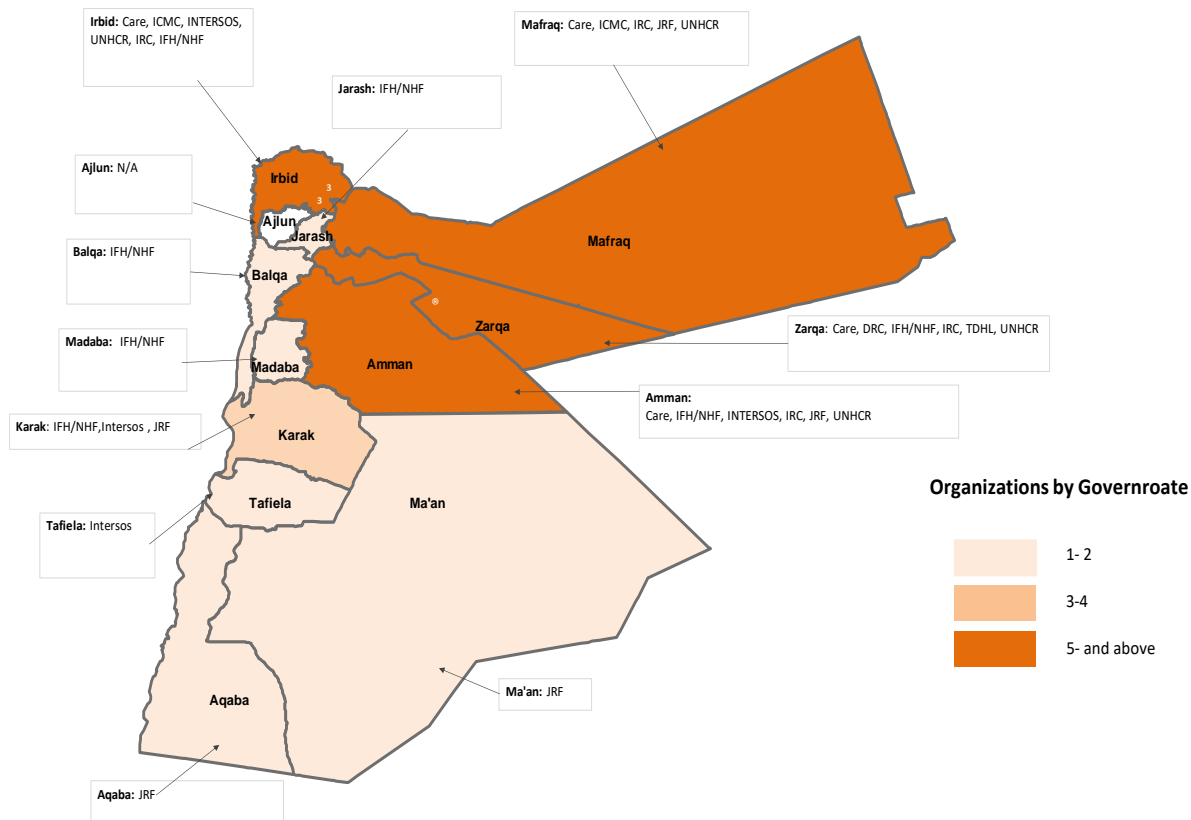 Irbid: Care, ICMC, INTERSOS,
UNHCR, IRC, IFH/NHF
Mafraq: Care, ICMC, IRC, JRF, UNHCR
Jarash: IFH/NHF
Ajlun: N/A
Irbid
3
3
Ajlun
Jarash
Mafraq
Balqa: IFH/NHF
Balqa
®
Zarqa
Zarqa: Care, DRC, IFH/NHF, IRC, TDHL, UNHCR
Madaba: IFH/NHF
Madaba
Amman
Amman:
Care, IFH/NHF, INTERSOS, IRC, JRF, UNHCR
Karak: IFH/NHF,Intersos , JRF
Karak
Tafiela
Ma'an
Tafiela: Intersos
Organizations by Governroate
1- 2
3-4
5- and above
Aqaba
Ma'an: JRF
Aqaba: JRF